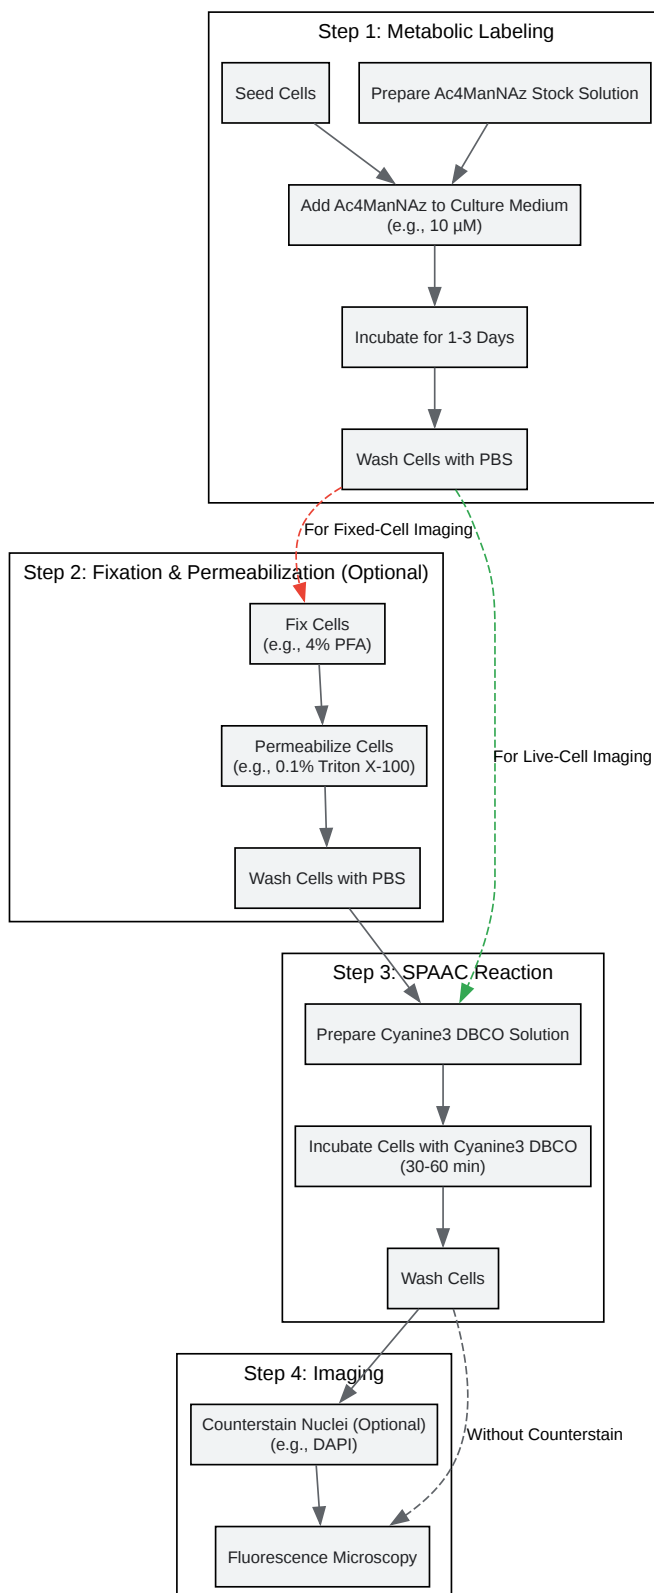 Step 1: Metabolic Labeling
Seed Cells
Prepare Ac4ManNAz Stock Solution
Add Ac4ManNAz to Culture Medium
(e.g., 10 µM)
Incubate for 1-3 Days
Wash Cells with PBS
For Fixed-Cell Imaging
Step 2: Fixation & Permeabilization (Optional)
Fix Cells
(e.g., 4% PFA)
Permeabilize Cells
(e.g., 0.1% Triton X-100)
For Live-Cell Imaging
Wash Cells with PBS
Step 3: SPAAC Reaction
Prepare Cyanine3 DBCO Solution
Incubate Cells with Cyanine3 DBCO
(30-60 min)
Wash Cells
Step 4: Imaging
Counterstain Nuclei (Optional)
(e.g., DAPI)
Without Counterstain
Fluorescence Microscopy